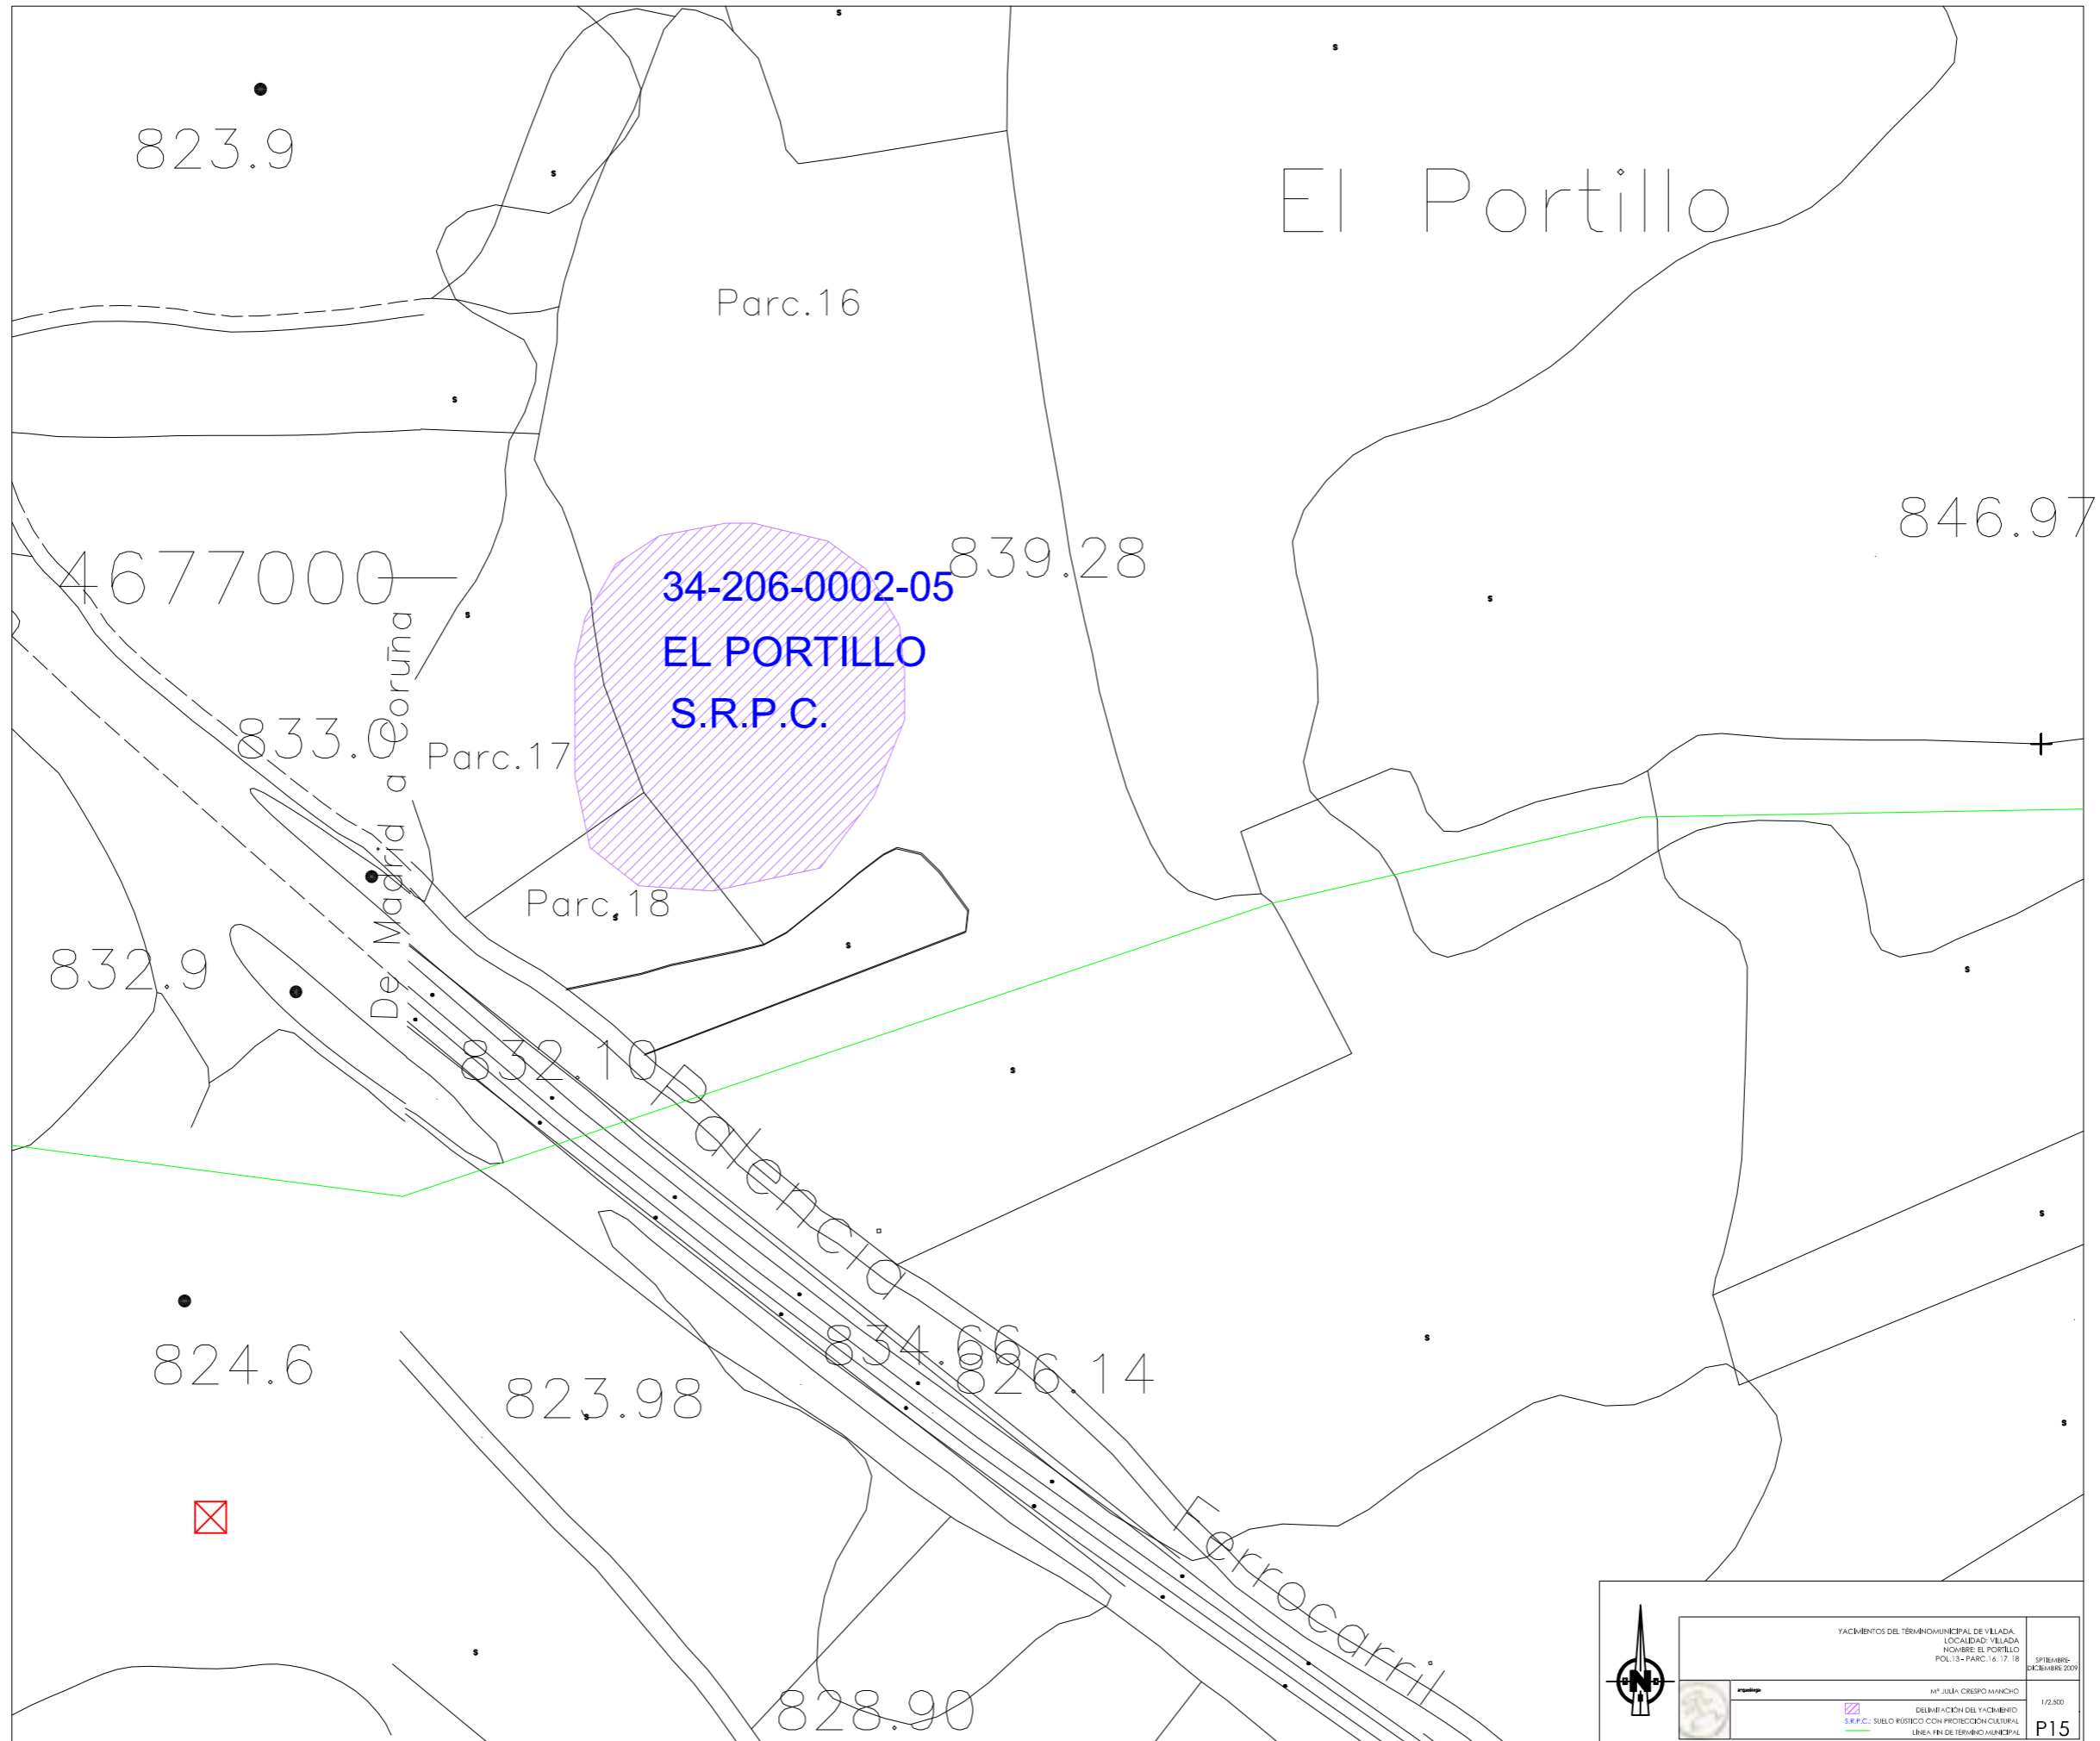 823.9
El Portillo
Parc.16
846.97
839.28
4677000
34-206-0002-05
EL PORTILLO
S.R.P.C.
833.0
Parc.17
De Madrid a Coruña
Parc.18
832.9
832.10
Palencia
834.66
826.14
824.6
823.98
Ferrocarril
828.90
N
YACIMIENTOS DEL TÉRMINOMUNICIPAL DE VILLADA.
LOCALIDAD: VILLADA
NOMBRE: EL PORTILLO
POL.13 - PARC.16, 17, 18
SPTIEMBRE-
DICIEMBRE 2009
Mª JULIA CRESPO MANCHO
DELIMITACIÓN DEL YACIMIENTO
S.R.P.C.: SUELO RÚSTICO CON PROTECCIÓN CULTURAL
LÍNEA FIN DE TÉRMINO MUNICIPAL
1/2.500
P15